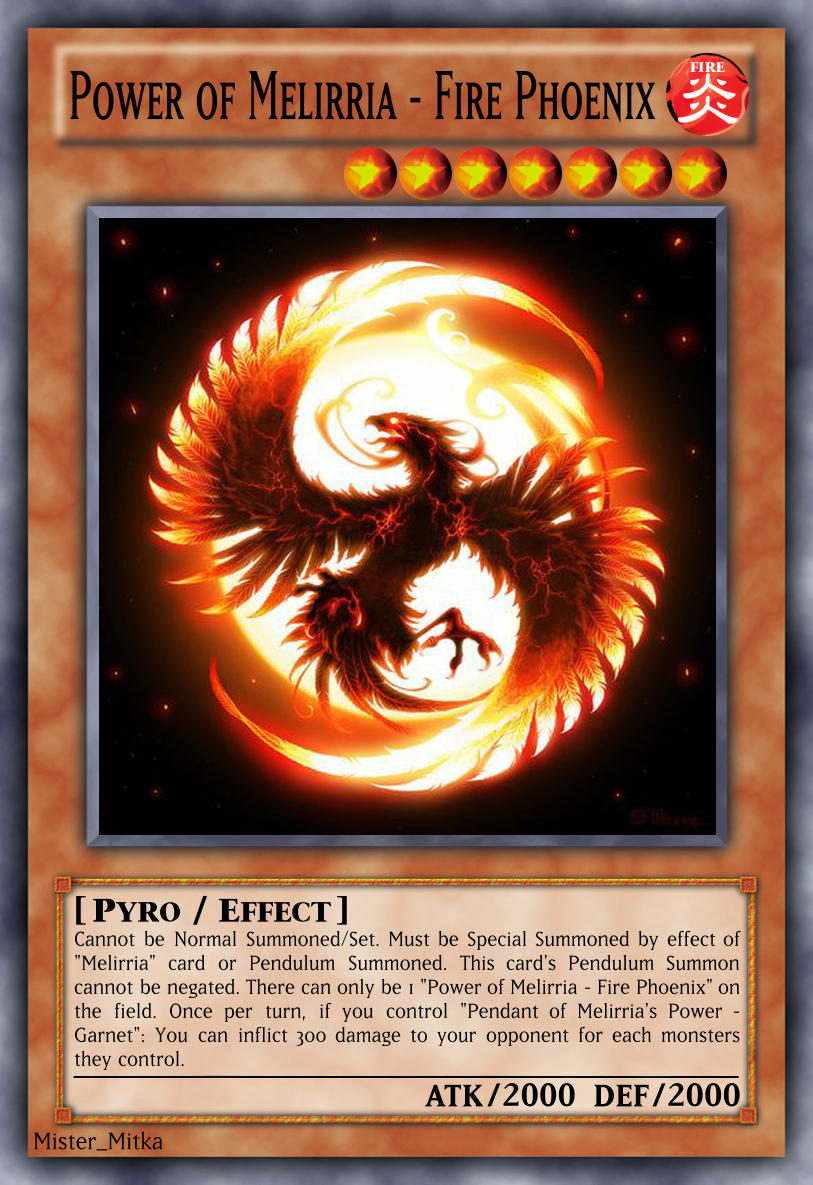 Power of Melirria - Fire Phoenix
FIRE
炎
[ Pyro / Effect ]
Cannot be Normal Summoned/Set. Must be Special Summoned by effect of
"Melirria" card or Pendulum Summoned. This card's Pendulum Summon
cannot be negated. There can only be 1 "Power of Melirria - Fire Phoenix" on
the field. Once per turn, if you control "Pendant of Melirria's Power -
Garnet": You can inflict 300 damage to your opponent for each monsters
they control.
ATK/2000 DEF/2000
Mister_Mitka